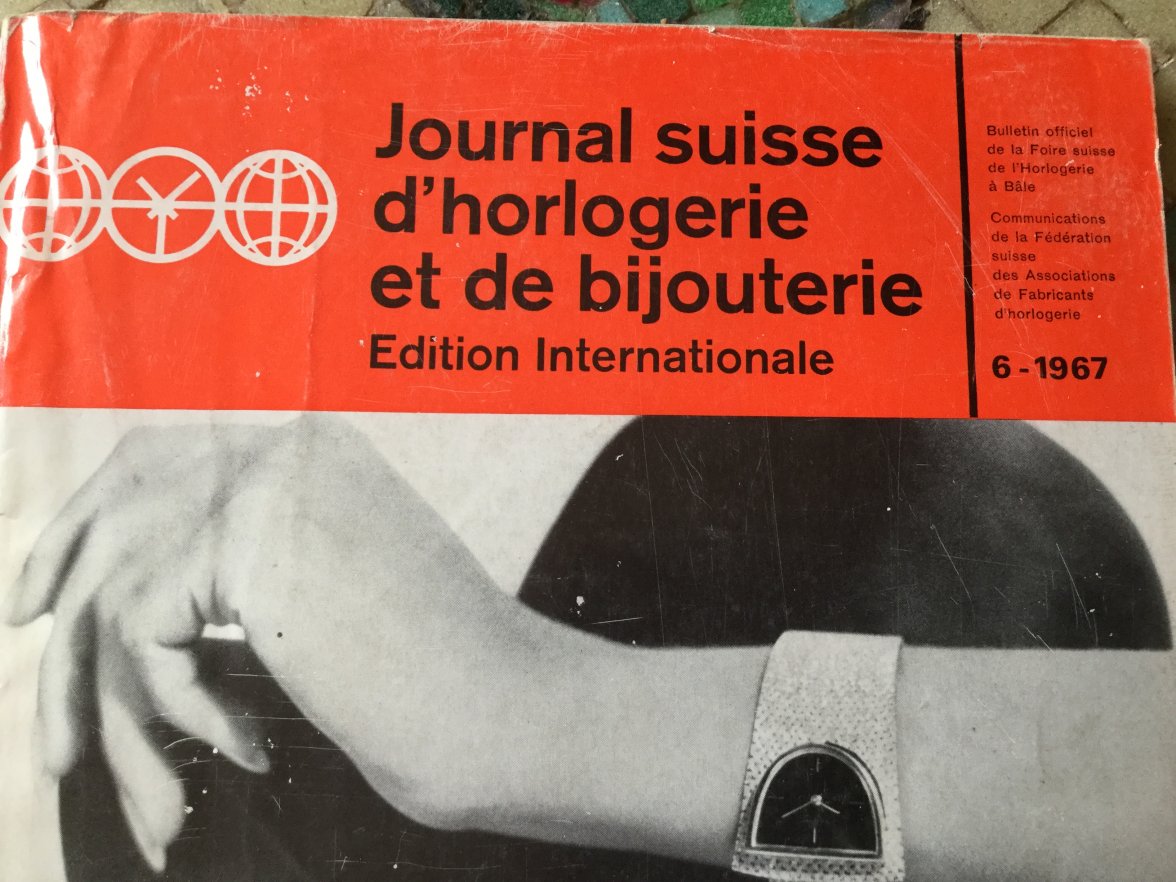 Journal suisse
d'horlogerie
et de bijouterie
Edition Internationale
Bulletin officiel
de la Foire suisse
de l'Horlogerie
à Bâle
Communications
de la Fédération
suisse
des Associations
de Fabricants
d'horlogerie
6 - 1967